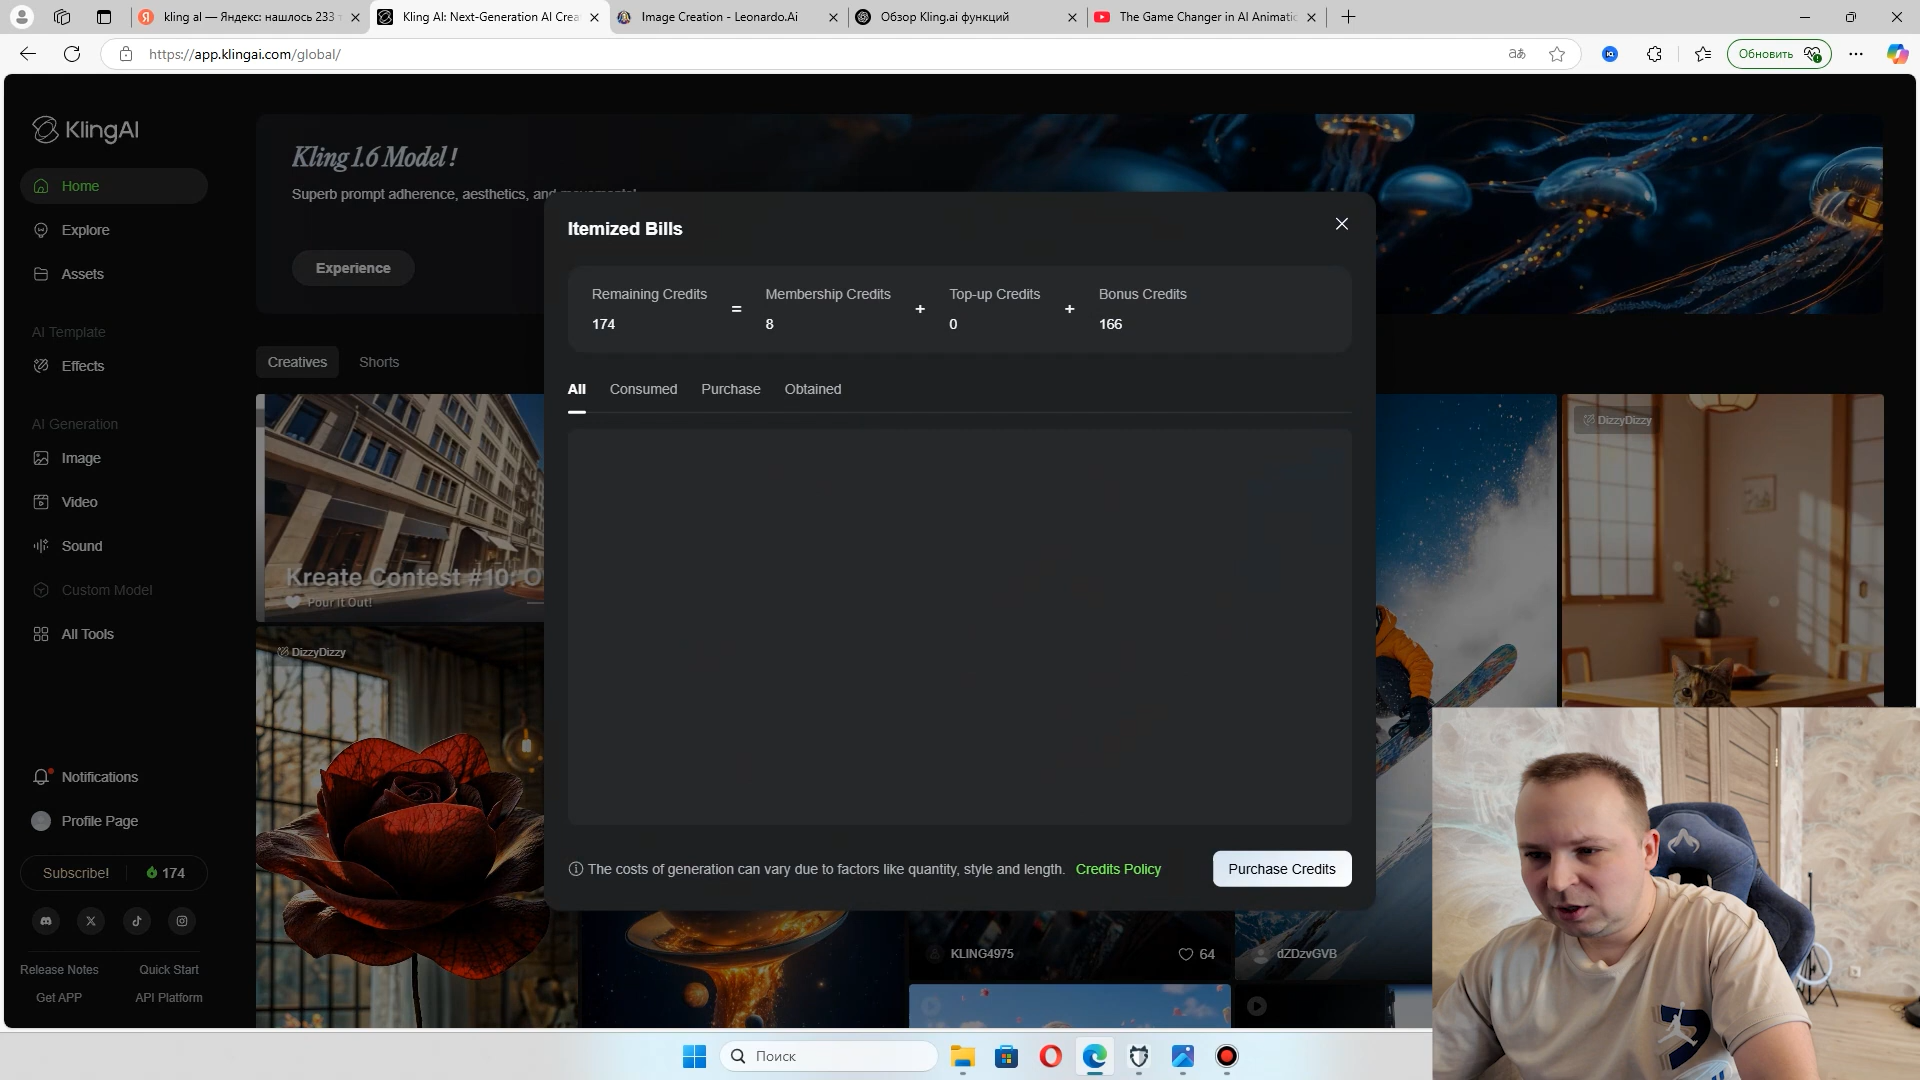 kling al — Яндекс: нашлось 233 т
Kling AI: Next-Generation AI Crea
Image Creation - Leonardo.Ai
Обзор Kling.ai функций
The Game Changer in AI Animatic
https://app.klingai.com/global/
Обновить
KlingAI
Home
Explore
Assets
AI Template
Effects
AI Generation
Image
Video
Sound
Custom Model
All Tools
Notifications
Profile Page
Subscribe!
174
Release Notes
Quick Start
Get APP
API Platform
Kling 1.6 Model !
Superb prompt adherence, aesthetics, and
Experience
Creatives
Shorts
Kreate Contest #10: O
Pour It Out!
DizzyDizzy
DizzyDizzy
Itemized Bills
Remaining Credits
174
=
Membership Credits
8
+
Top-up Credits
0
+
Bonus Credits
166
All
Consumed
Purchase
Obtained
The costs of generation can vary due to factors like quantity, style and length. Credits Policy
Purchase Credits
KLING4975
64
dZDzvGVB
Поиск